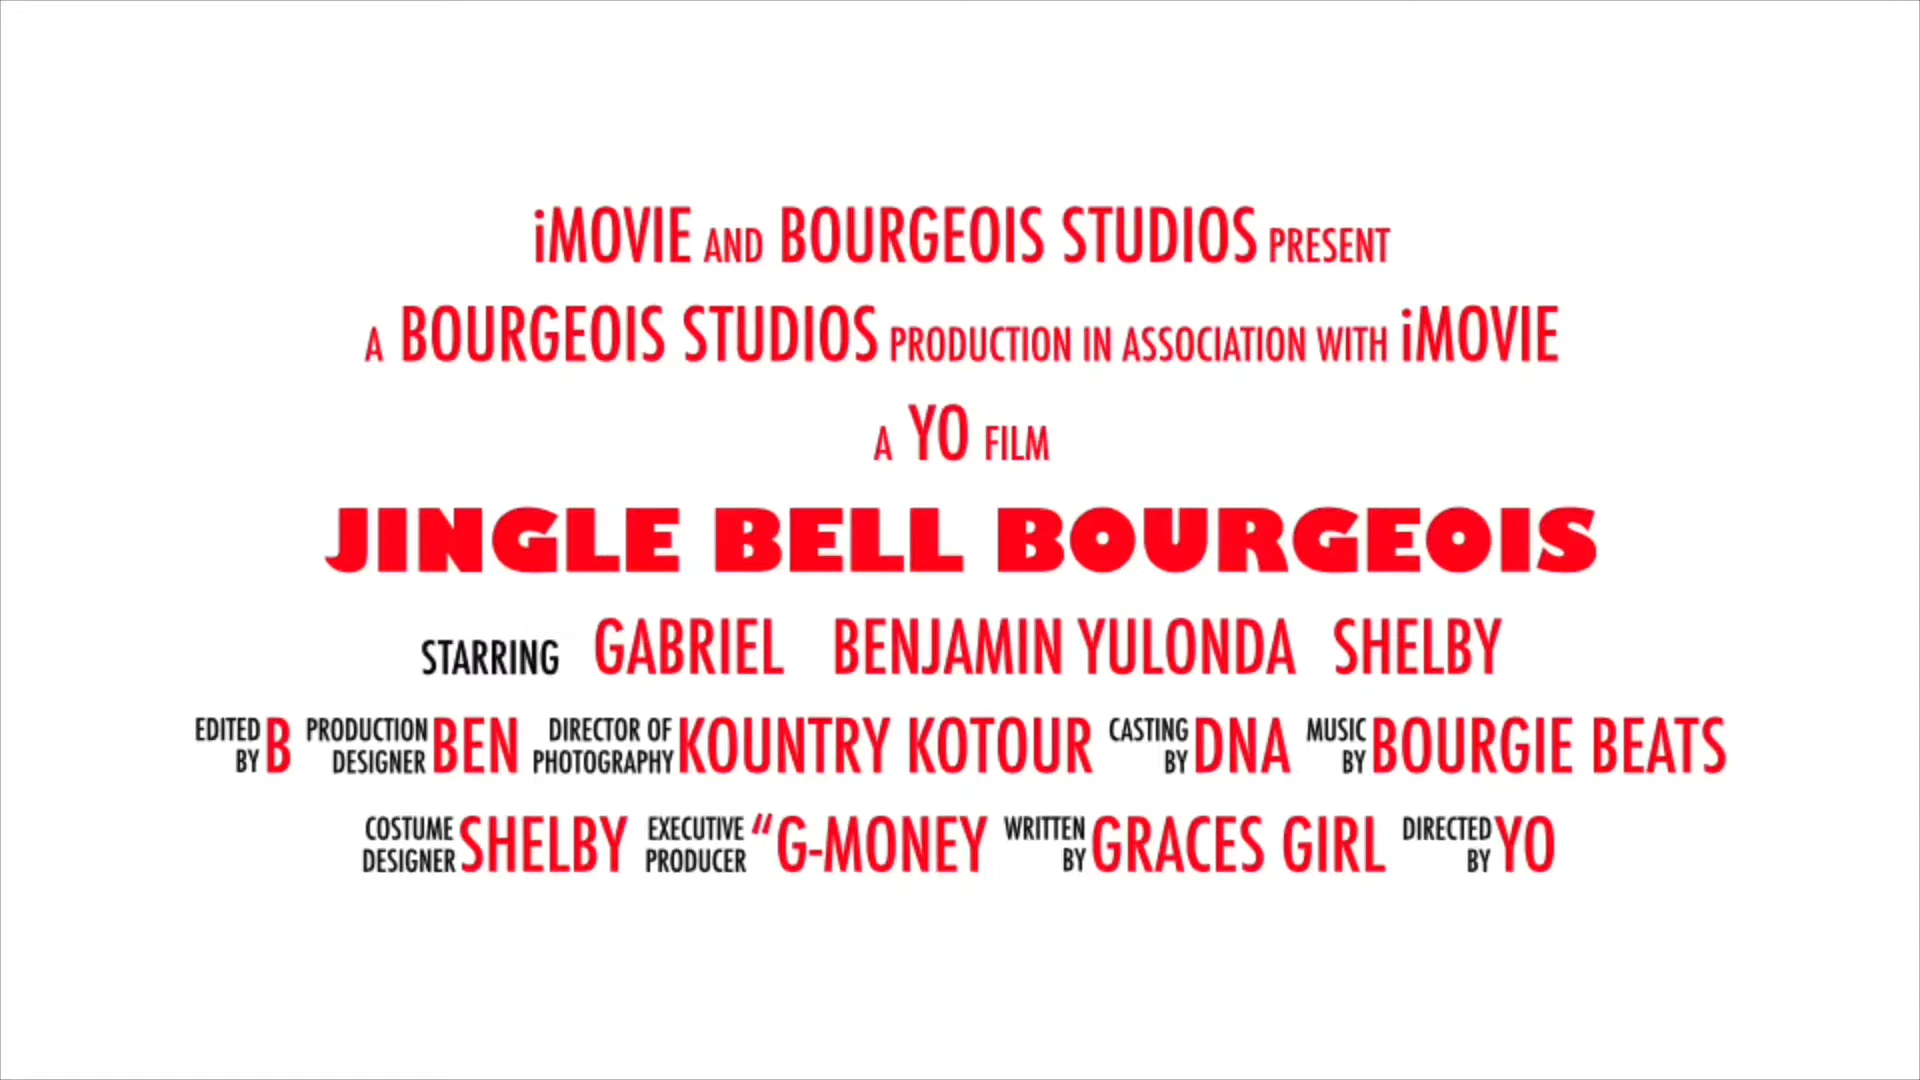 iMOVIE AND BOURGEOIS STUDIOS PRESENT
A BOURGEOIS STUDIOS PRODUCTION IN ASSOCIATION WITH iMOVIE
A YO FILM
JINGLE BELL BOURGEOIS
STARRING GABRIEL BENJAMIN YULONDA SHELBY
EDITED BY B PRODUCTION DESIGNER BEN DIRECTOR OF PHOTOGRAPHY KOUNTRY KOTOUR CASTING BY DNA MUSIC BY BOURGIE BEATS
COSTUME DESIGNER SHELBY EXECUTIVE PRODUCER “G-MONEY WRITTEN BY GRACES GIRL DIRECTED BY YO